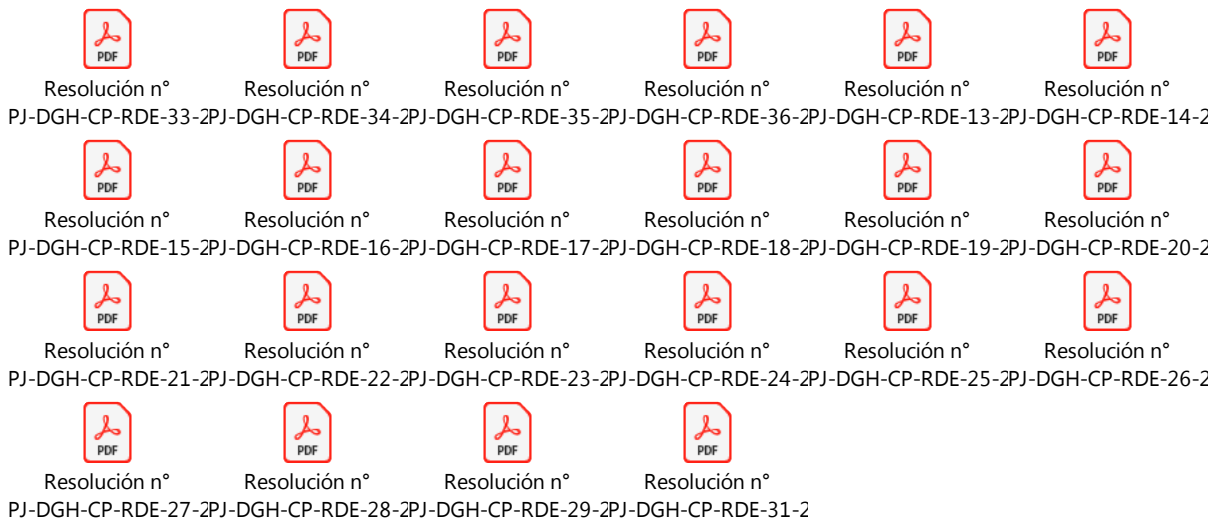 PDF PDF PDF PDF PDF PDF
Resolución n° Resolución n° Resolución n° Resolución n° Resolución n° Resolución n°
PJ-DGH-CP-RDE-33-2PJ-DGH-CP-RDE-34-2PJ-DGH-CP-RDE-35-2PJ-DGH-CP-RDE-36-2PJ-DGH-CP-RDE-13-2PJ-DGH-CP-RDE-14-2
PDF PDF PDF PDF PDF PDF
Resolución n° Resolución n° Resolución n° Resolución n° Resolución n° Resolución n°
PJ-DGH-CP-RDE-15-2PJ-DGH-CP-RDE-16-2PJ-DGH-CP-RDE-17-2PJ-DGH-CP-RDE-18-2PJ-DGH-CP-RDE-19-2PJ-DGH-CP-RDE-20-2
PDF PDF PDF PDF PDF PDF
Resolución n° Resolución n° Resolución n° Resolución n° Resolución n° Resolución n°
PJ-DGH-CP-RDE-21-2PJ-DGH-CP-RDE-22-2PJ-DGH-CP-RDE-23-2PJ-DGH-CP-RDE-24-2PJ-DGH-CP-RDE-25-2PJ-DGH-CP-RDE-26-2
PDF PDF PDF PDF
Resolución n° Resolución n° Resolución n° Resolución n°
PJ-DGH-CP-RDE-27-2PJ-DGH-CP-RDE-28-2PJ-DGH-CP-RDE-29-2PJ-DGH-CP-RDE-31-2